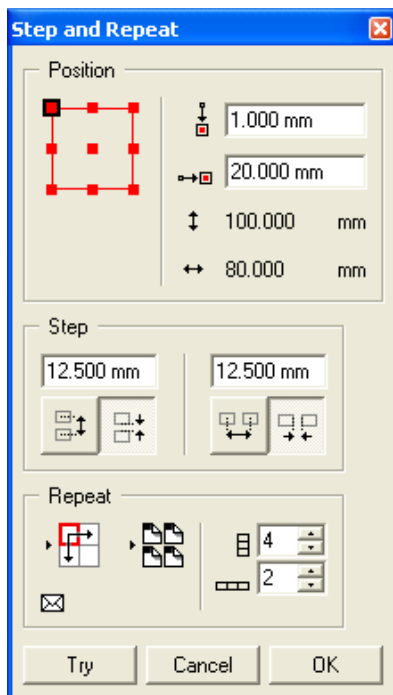 Step and Repeat
Position
1.000 mm
20.000 mm
100.000 mm
80.000 mm
Step
12.500 mm 12.500 mm
Repeat
4
2
Try Cancel OK